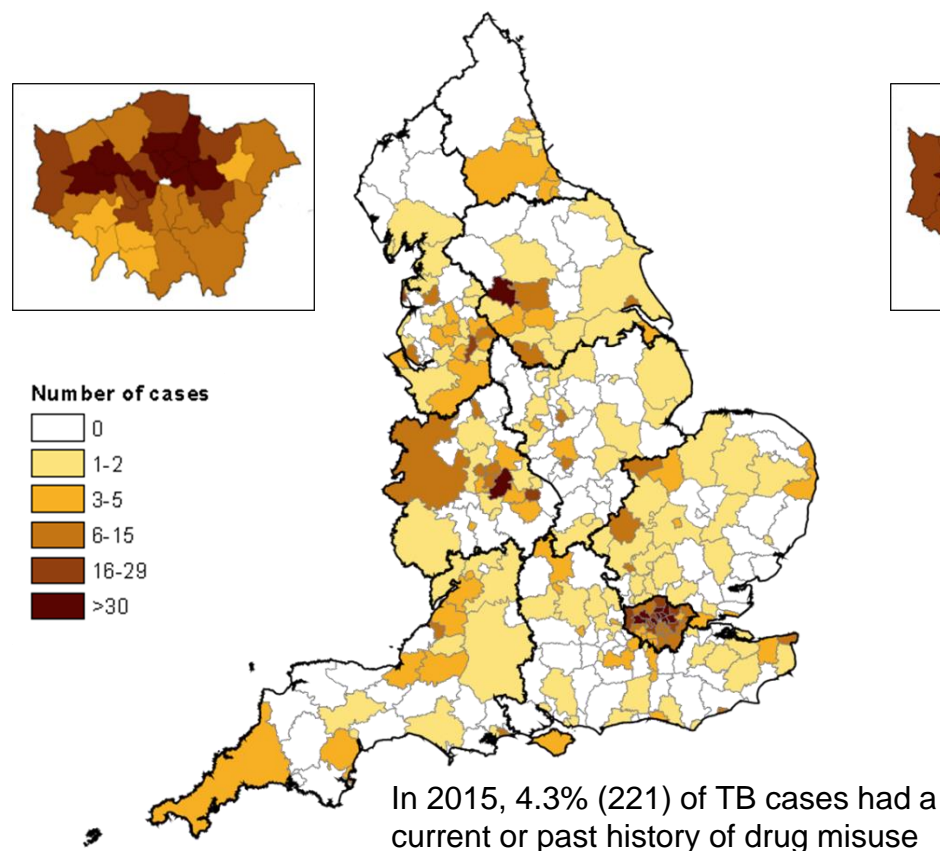 Number of cases
0
1-2
3-5
6-15
16-29
>30
In 2015, 4.3% (221) of TB cases had a
current or past history of drug misuse